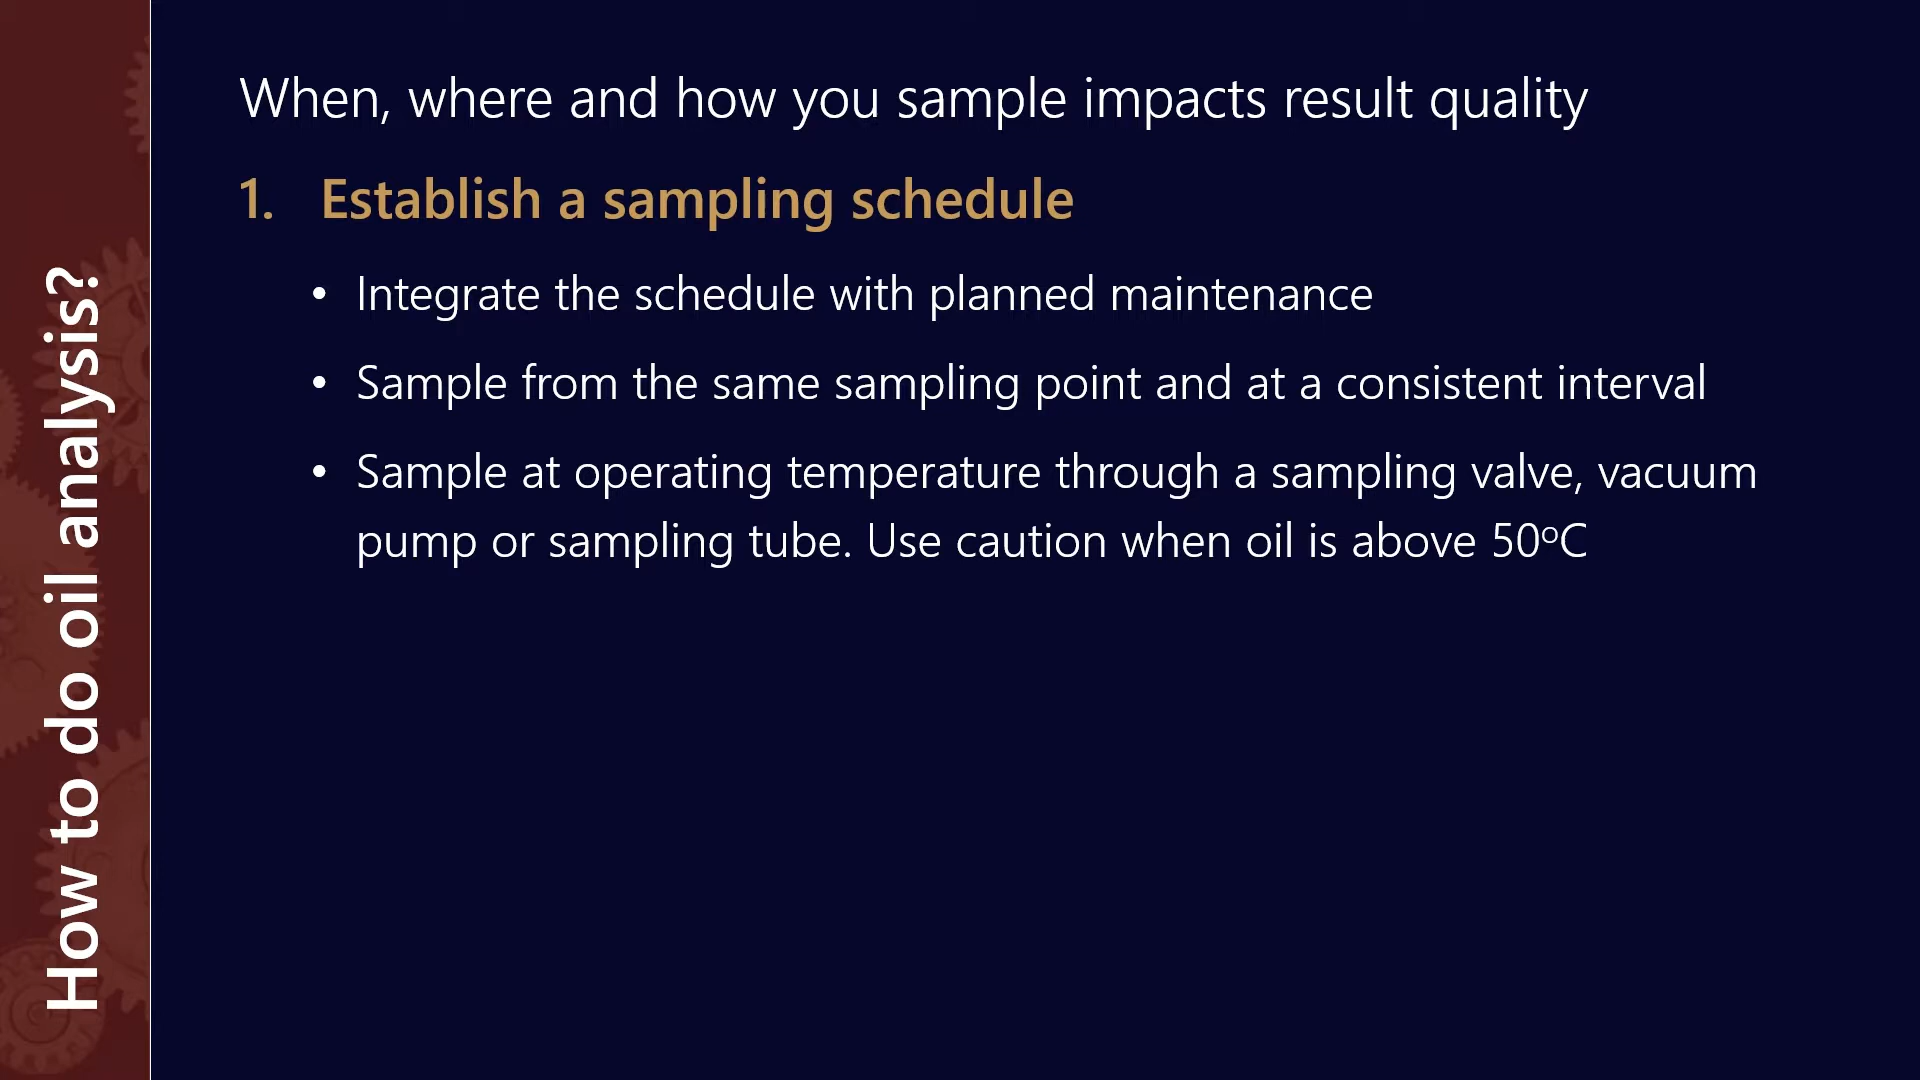 How to do oil analysis?
When, where and how you sample impacts result quality
1. Establish a sampling schedule
• Integrate the schedule with planned maintenance
• Sample from the same sampling point and at a consistent interval
• Sample at operating temperature through a sampling valve, vacuum
pump or sampling tube. Use caution when oil is above 50ºC